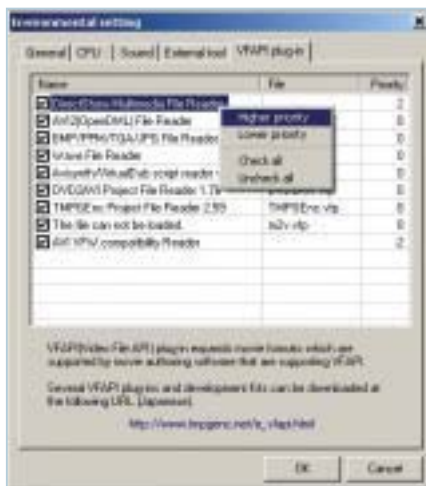 Environmental setting
General CPU Sound External tool VFAPI plug-in
Name File Priority
DirectShow Multimedia File Reader 2
AVI2(OpenDML) File Reader 0
BMP/PPM/TGA/JPG File Reader 0
Wave File Reader 0
Avisynth/VirtualDub script reader 0
DVD2AVI Project File Reader 0
TMPGEnc Project File Reader TMPGEnc.vfp 0
The file can not be loaded. m2v.vfp 0
AVI VFW compatibility Reader -2
Higher priority
Lower priority
Check all
Uncheck all
VFAPI(Video File API) plug-in expands movie formats which are
supported by movie authoring software that are supporting VFAPI.
Several VFAPI plug-ins and development kits can be downloaded at
the following URL. (Japanese)
http://www.tmpgenc.net/e_vfapi.html
OK Cancel